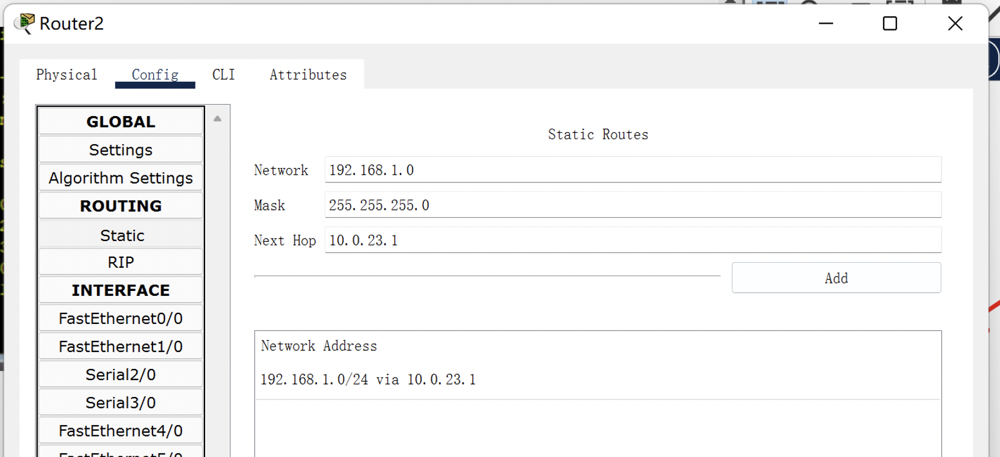 Router2
Physical Config CLI Attributes
GLOBAL
Settings
Algorithm Settings
ROUTING
Static
RIP
INTERFACE
FastEthernet0/0
FastEthernet1/0
Serial2/0
Serial3/0
FastEthernet4/0
FastEthernet5/0
Static Routes
Network 192.168.1.0
Mask 255.255.255.0
Next Hop 10.0.23.1
Add
Network Address
192.168.1.0/24 via 10.0.23.1